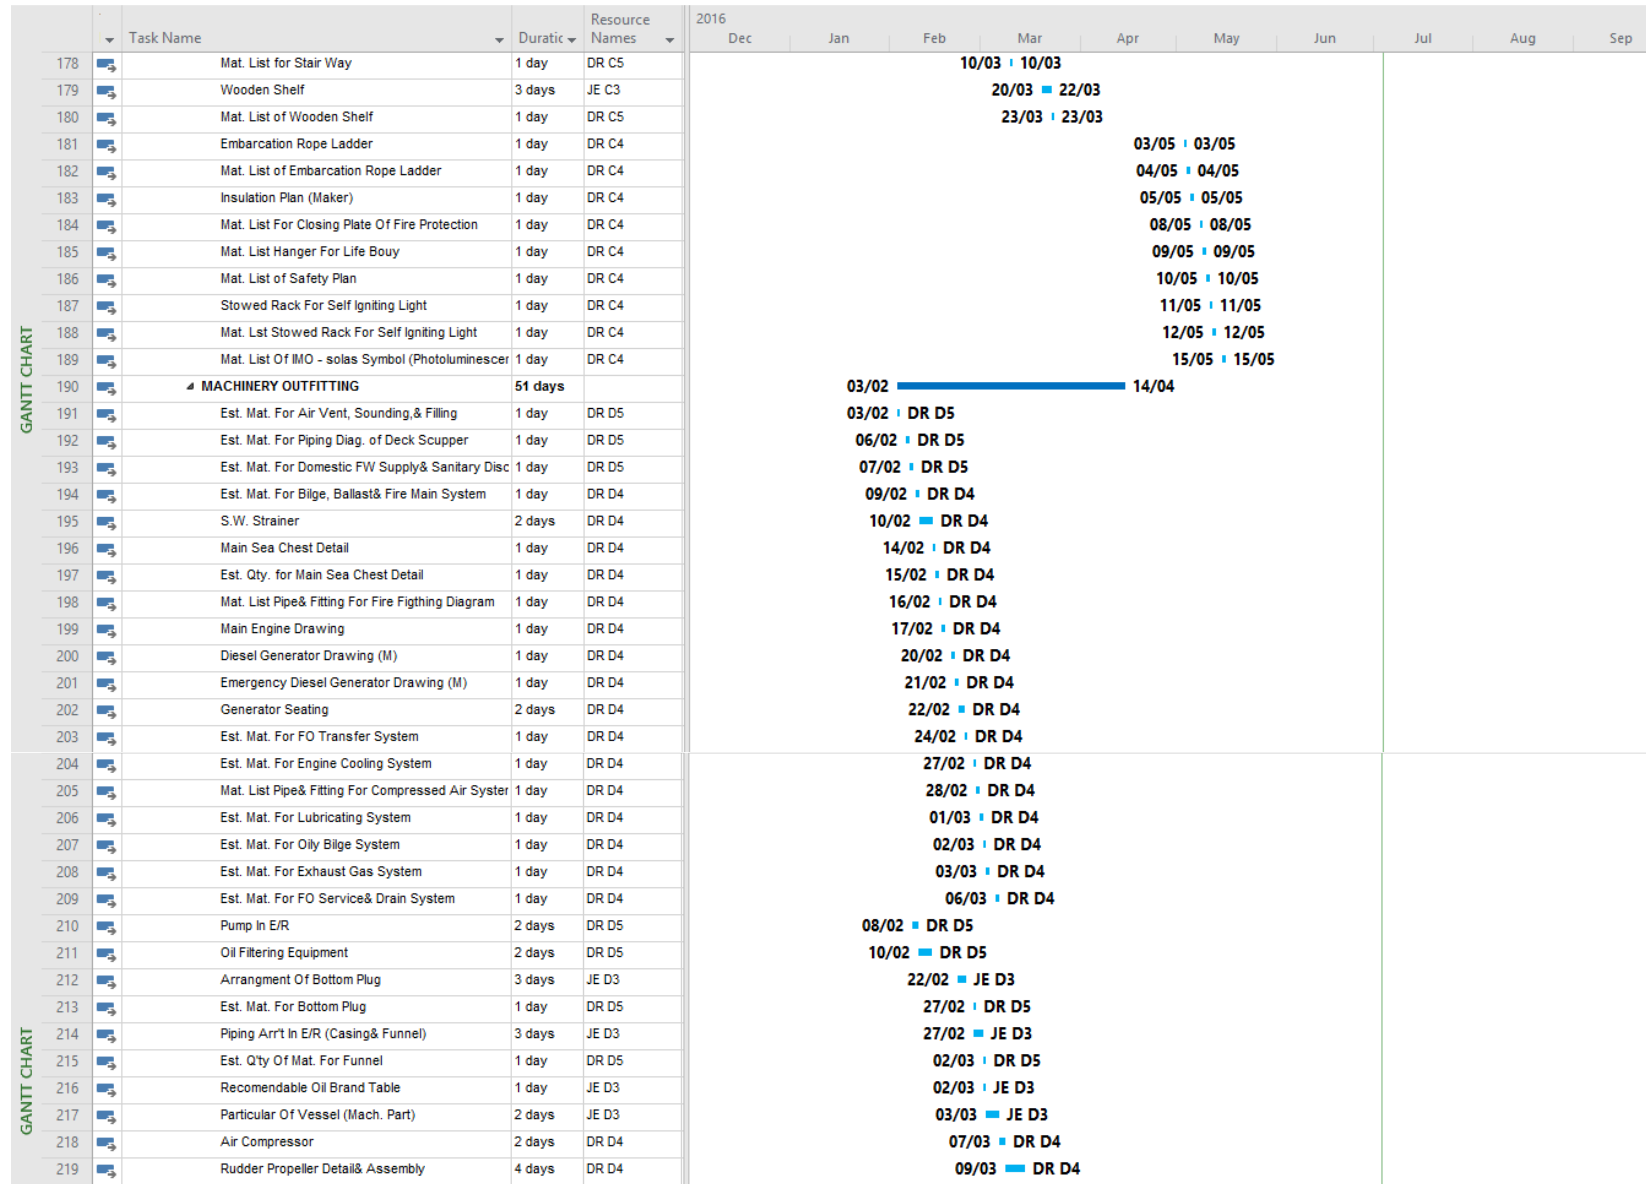 Resource 2016
Task Name Duratic Names Dec Jan Feb Mar Apr May Jun Jul Aug Sep
178 Mat. List for Stair Way 1 day DR C5 10/03 10/03
179 Wooden Shelf 3 days JE C3 20/03 22/03
180 Mat. List of Wooden Shelf 1 day DR C5 23/03 23/03
181 Embarcation Rope Ladder 1 day DR C4 03/05 03/05
182 Mat. List of Embarcation Rope Ladder 1 day DR C4 04/05 04/05
183 Insulation Plan (Maker) 1 day DR C4 05/05 05/05
184 Mat. List For Closing Plate Of Fire Protection 1 day DR C4 08/05 08/05
185 Mat. List Hanger For Life Bouy 1 day DR C4 09/05 09/05
186 Mat. List of Safety Plan 1 day DR C4 10/05 10/05
187 Stowed Rack For Self Igniting Light 1 day DR C4 11/05 11/05
188 Mat. Lst Stowed Rack For Self Igniting Light 1 day DR C4 12/05 12/05
189 Mat. List Of IMO - solas Symbol (Photoluminescer 1 day DR C4 15/05 15/05
GANTT CHART
190 MACHINERY OUTFITTING 51 days 03/02 14/04
191 Est. Mat. For Air Vent, Sounding,& Filling 1 day DR D5 03/02 DR D5
192 Est. Mat. For Piping Diag. of Deck Scupper 1 day DR D5 06/02 DR D5
193 Est. Mat. For Domestic FW Supply& Sanitary Disc 1 day DR D5 07/02 DR D5
194 Est. Mat. For Bilge, Ballast& Fire Main System 1 day DR D4 09/02 DR D4
195 S.W. Strainer 2 days DR D4 10/02 DR D4
196 Main Sea Chest Detail 1 day DR D4 14/02 DR D4
197 Est. Qty. for Main Sea Chest Detail 1 day DR D4 15/02 DR D4
198 Mat. List Pipe& Fitting For Fire Figthing Diagram 1 day DR D4 16/02 DR D4
199 Main Engine Drawing 1 day DR D4 17/02 DR D4
200 Diesel Generator Drawing (M) 1 day DR D4 20/02 DR D4
201 Emergency Diesel Generator Drawing (M) 1 day DR D4 21/02 DR D4
202 Generator Seating 2 days DR D4 22/02 DR D4
203 Est. Mat. For FO Transfer System 1 day DR D4 24/02 DR D4
204 Est. Mat. For Engine Cooling System 1 day DR D4 27/02 DR D4
205 Mat. List Pipe& Fitting For Compressed Air Syster 1 day DR D4 28/02 DR D4
206 Est. Mat. For Lubricating System 1 day DR D4 01/03 DR D4
207 Est. Mat. For Oily Bilge System 1 day DR D4 02/03 DR D4
208 Est. Mat. For Exhaust Gas System 1 day DR D4 03/03 DR D4
209 Est. Mat. For FO Service& Drain System 1 day DR D4 06/03 DR D4
210 Pump In E/R 2 days DR D5 08/02 DR D5
211 Oil Filtering Equipment 2 days DR D5 10/02 DR D5
212 Arrangment Of Bottom Plug 3 days JE D3 22/02 JE D3
213 Est. Mat. For Bottom Plug 1 day DR D5 27/02 DR D5
214 Piping Arr't In E/R (Casing& Funnel) 3 days JE D3 27/02 JE D3
215 Est. Q'ty Of Mat. For Funnel 1 day DR D5 02/03 DR D5
GANTT CHART
216 Recomendable Oil Brand Table 1 day JE D3 02/03 JE D3
217 Particular Of Vessel (Mach. Part) 2 days JE D3 03/03 JE D3
218 Air Compressor 2 days DR D4 07/03 DR D4
219 Rudder Propeller Detail& Assembly 4 days DR D4 09/03 DR D4